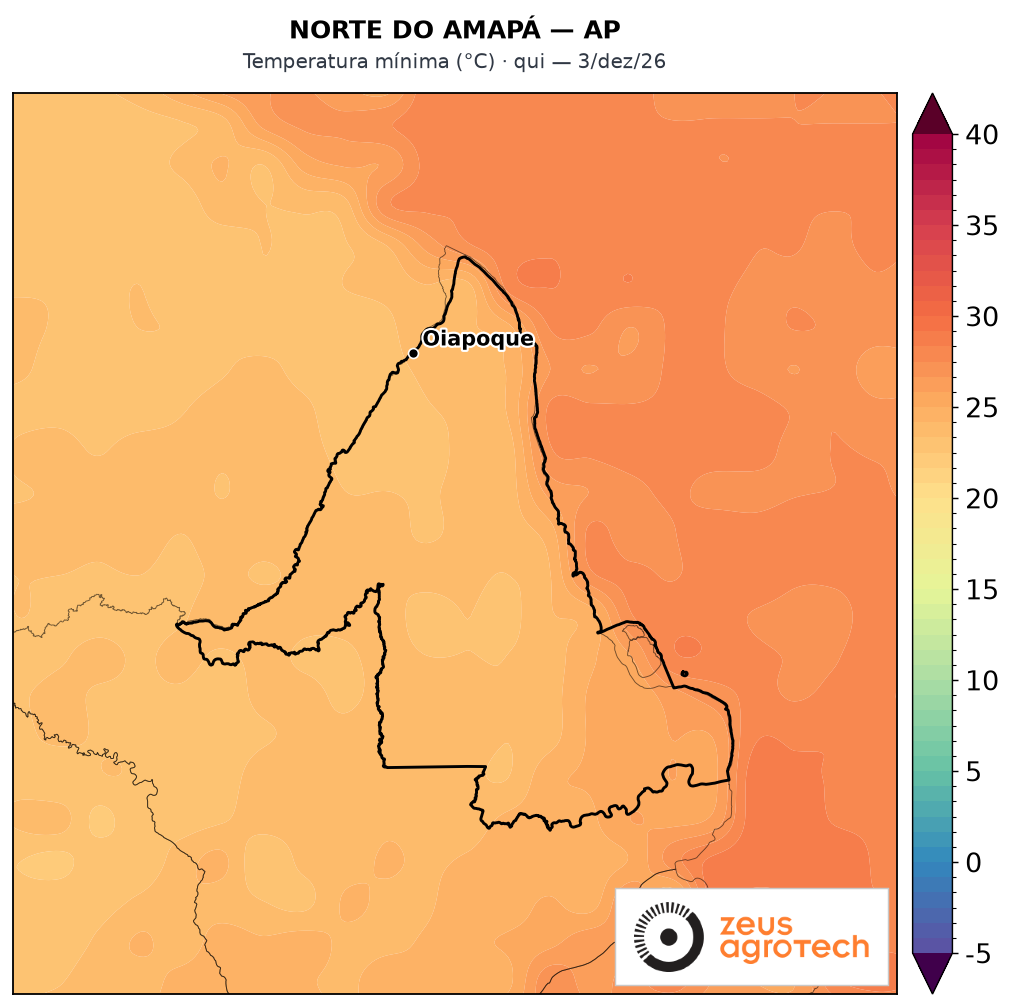 NORTE DO AMAPÁ — AP
Temperatura mínima (°C) · qui — 3/dez/26
Oiapoque
40
35
30
25
20
15
10
5
0
-5
zeus
agrotech